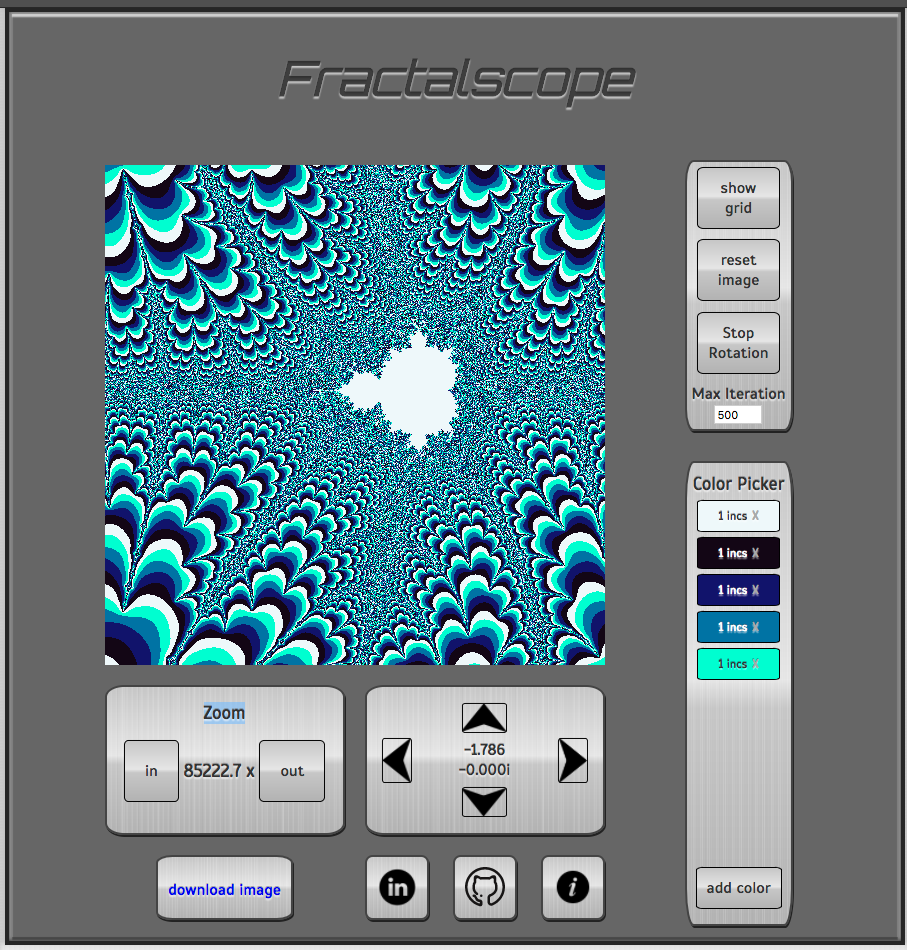 Fractalscope
show
grid
reset
image
Stop
Rotation
Max Iteration
500
Color Picker
1 incs X
1 incs X
1 incs X
1 incs X
1 incs X
add color
Zoom
in
85222.7 x
out
-1.786
-0.000i
download image
in
i